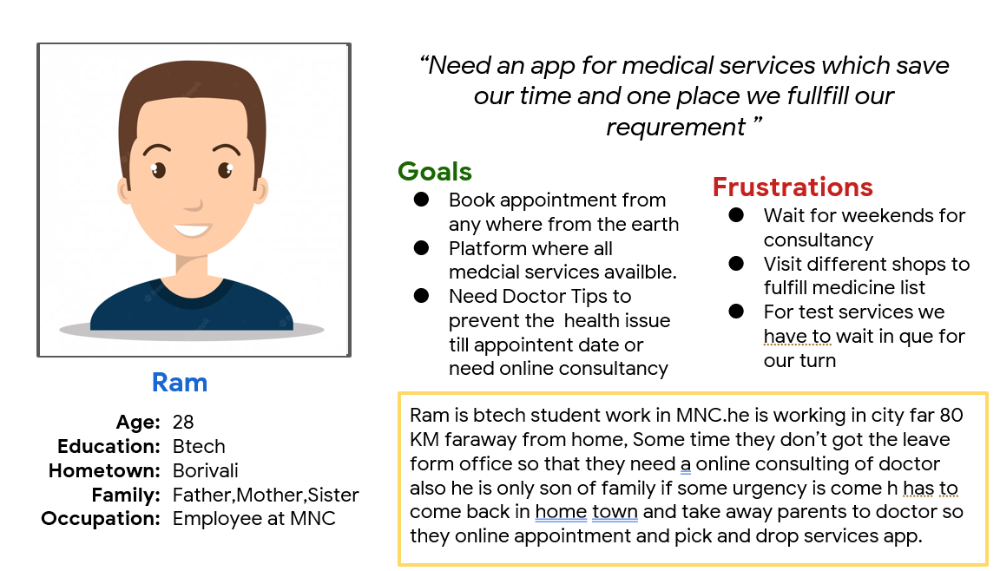 “Need an app for medical services which save
our time and one place we fullfill our
requrement ”
Goals
● Book appointment from
any where from the earth
● Platform where all
medcial services availble.
● Need Doctor Tips to
prevent the  health issue
till appointent date or
need online consultancy
Frustrations
● Wait for weekends for
consultancy
● Visit different shops to
fulfill medicine list
● For test services we
have to wait in que for
our turn
Ram
Age: 28
Education: Btech
Hometown: Borivali
Family: Father,Mother,Sister
Occupation: Employee at MNC
Ram is btech student work in MNC.he is working in city far 80
KM faraway from home, Some time they don’t got the leave
form office so that they need a online consulting of doctor
also he is only son of family if some urgency is come h has to
come back in home town and take away parents to doctor so
they online appointment and pick and drop services app.